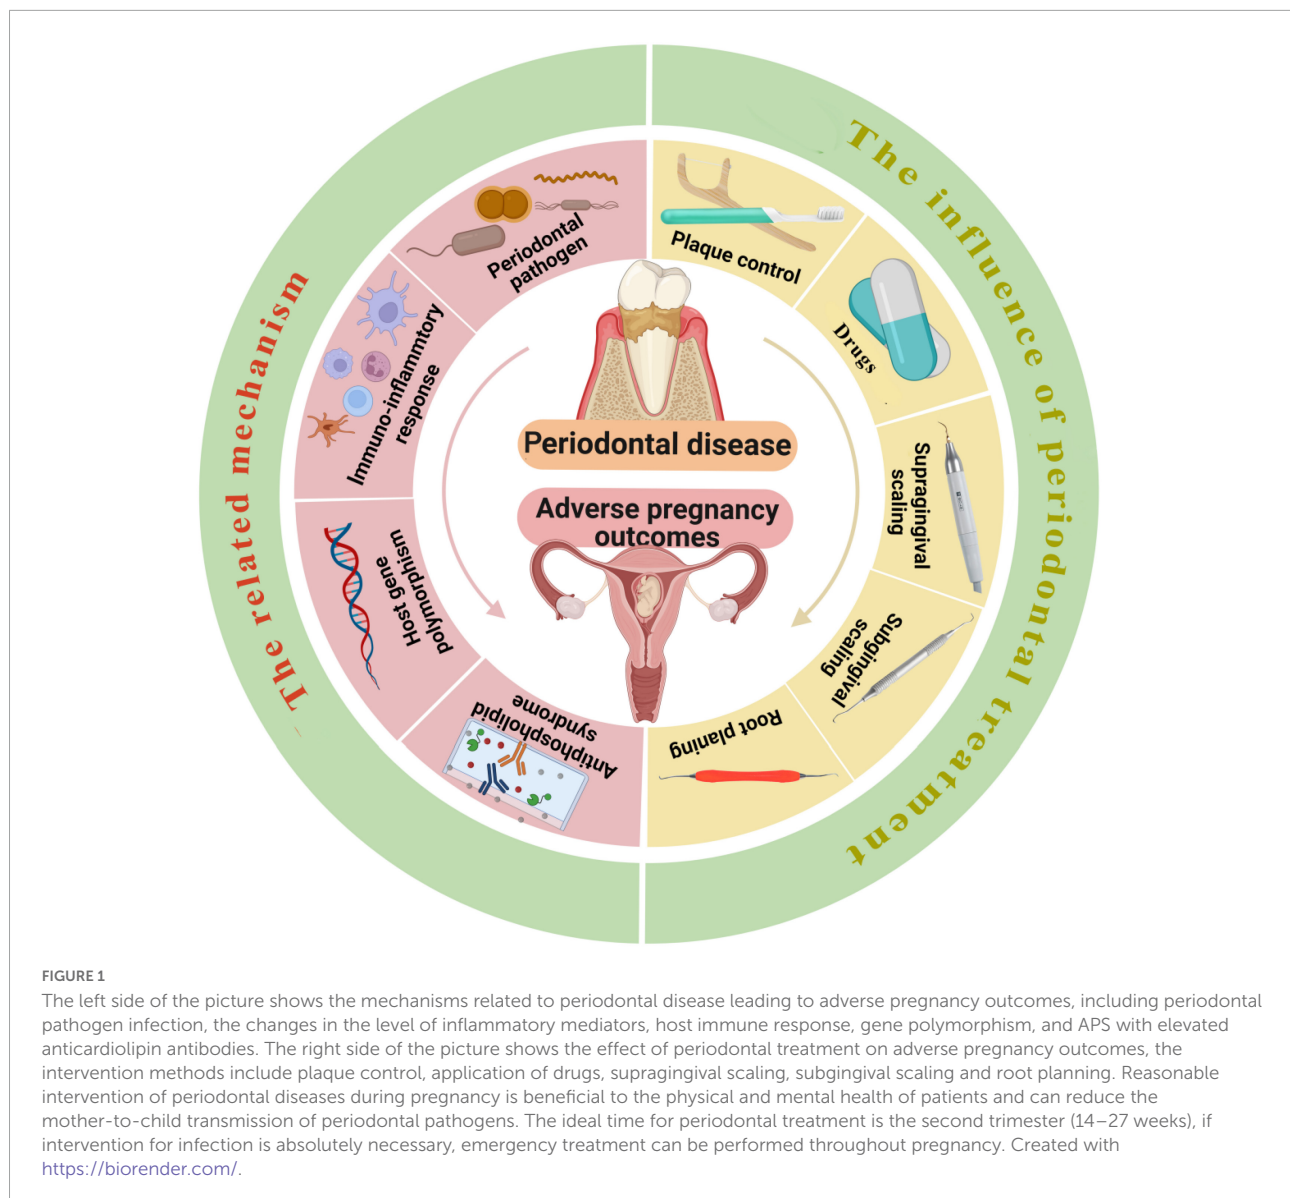 The related mechanism
The influence of periodontal treatment
Periodontal
pathogen
Immuno-inflammtory
response
Host gene
polymorphism
Antiphospholipid
syndrome
Plaque control
Drugs
Supragingival
scaling
Subgingival
scaling
Root planing
Periodontal disease
Adverse pregnancy
outcomes
FIGURE 1
The left side of the picture shows the mechanisms related to periodontal disease leading to adverse pregnancy outcomes, including periodontal
pathogen infection, the changes in the level of inflammatory mediators, host immune response, gene polymorphism, and APS with elevated
anticardiolipin antibodies. The right side of the picture shows the effect of periodontal treatment on adverse pregnancy outcomes, the
intervention methods include plaque control, application of drugs, supragingival scaling, subgingival scaling and root planning. Reasonable
intervention of periodontal diseases during pregnancy is beneficial to the physical and mental health of patients and can reduce the
mother-to-child transmission of periodontal pathogens. The ideal time for periodontal treatment is the second trimester (14–27 weeks), if
intervention for infection is absolutely necessary, emergency treatment can be performed throughout pregnancy. Created with
https://biorender.com/.